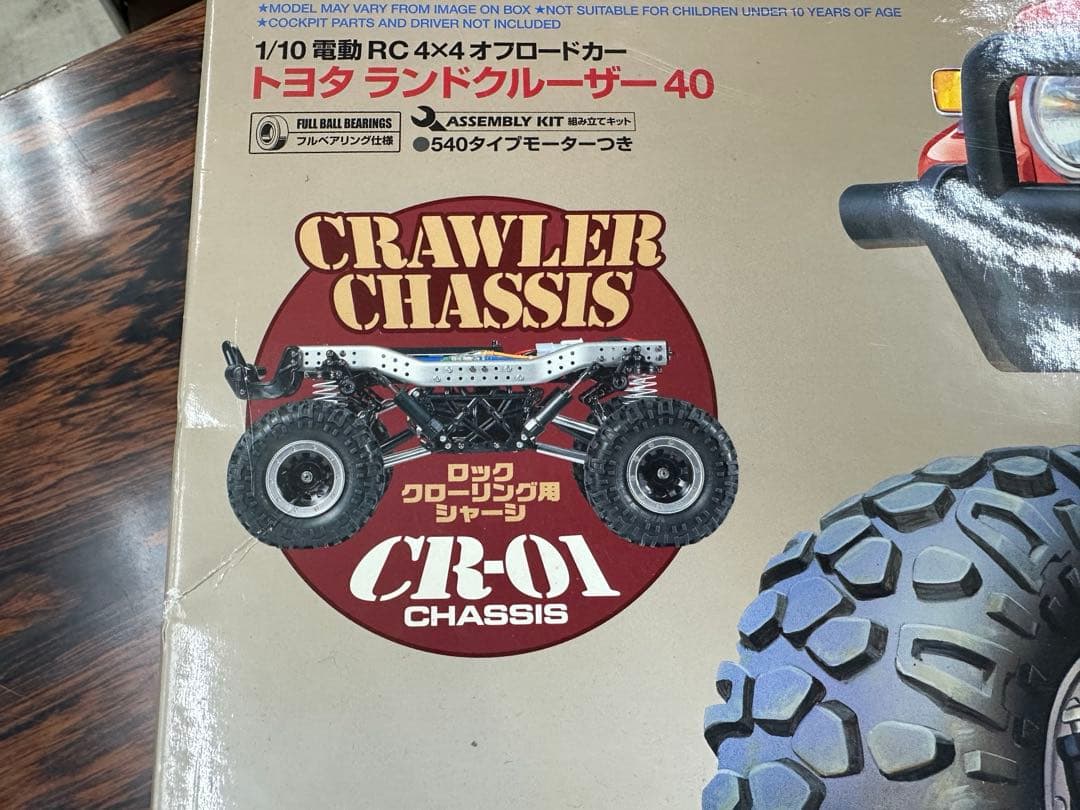 ★MODEL MAY VARY FROM IMAGE ON BOX ★NOT SUITABLE FOR CHILDREN UNDER 10 YEARS OF AGE
★COCKPIT PARTS AND DRIVER NOT INCLUDED
1/10 電動RC 4×4 オフロードカー
トヨタ ランドクルーザー40
FULL BALL BEARINGS
フルベアリング仕様
ASSEMBLY KIT 組み立てキット
●540タイプモーターつき
CRAWLER
CHASSIS
ロック
クローリング用
シャーシ
CR-01
CHASSIS